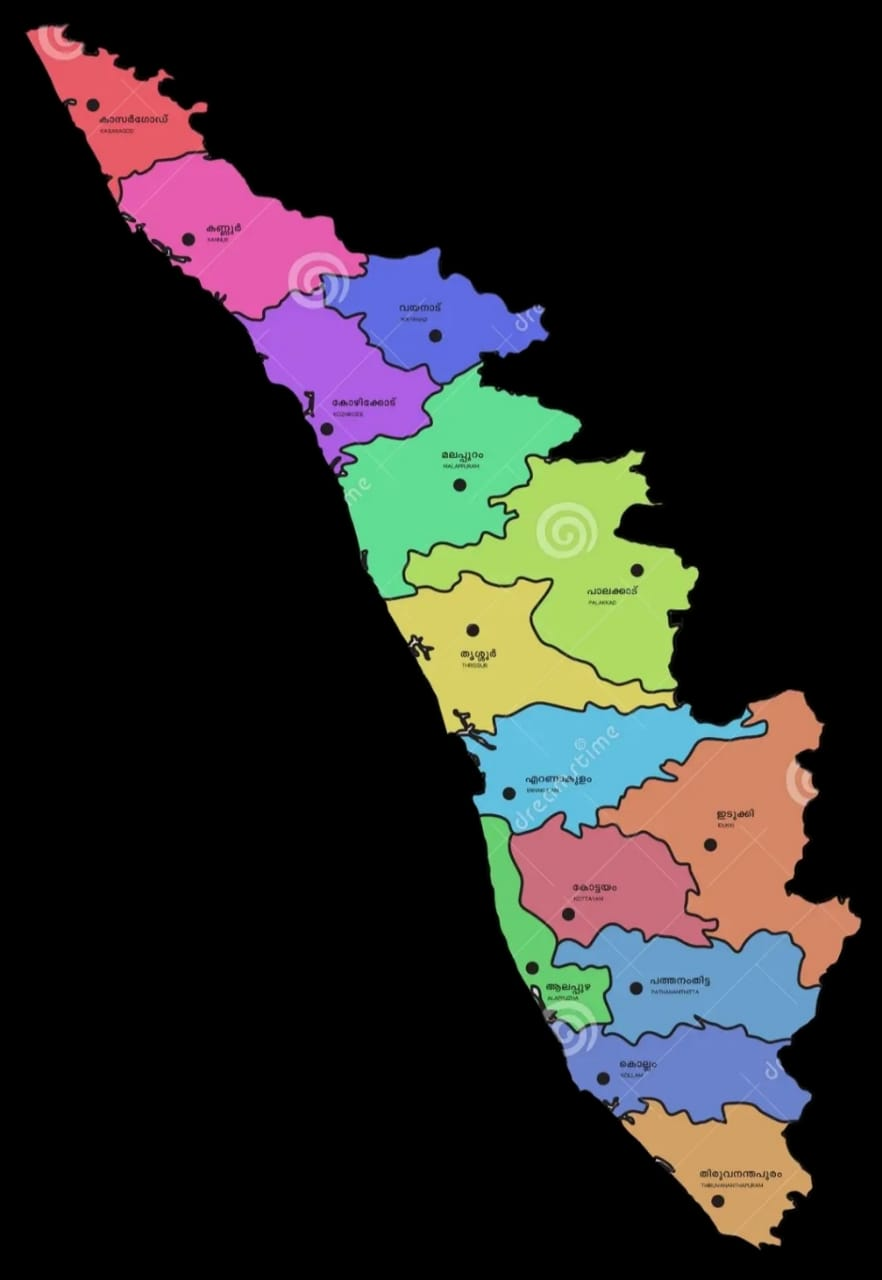 കാസർഗോഡ്
KASARAGOD
കണ്ണൂർ
KANNUR
വയനാട്
WAYANAD
കോഴിക്കോട്
KOZHIKODE
മലപ്പുറം
MALAPPURAM
me
പാലക്കാട്
PALAKKAD
തൃശ്ശൂർ
THRISSUR
എറണാകുളം
dreamstime
ഇടുക്കി
IDUKKI
കോട്ടയം
KOTTAYAM
പത്തനംതിട്ട
PATHANAMTHITTA
ആലപ്പുഴ
ALAPPUZHA
കൊല്ലം
KOLLAM
തിരുവനന്തപുരം
THIRUVANANTHAPURAM